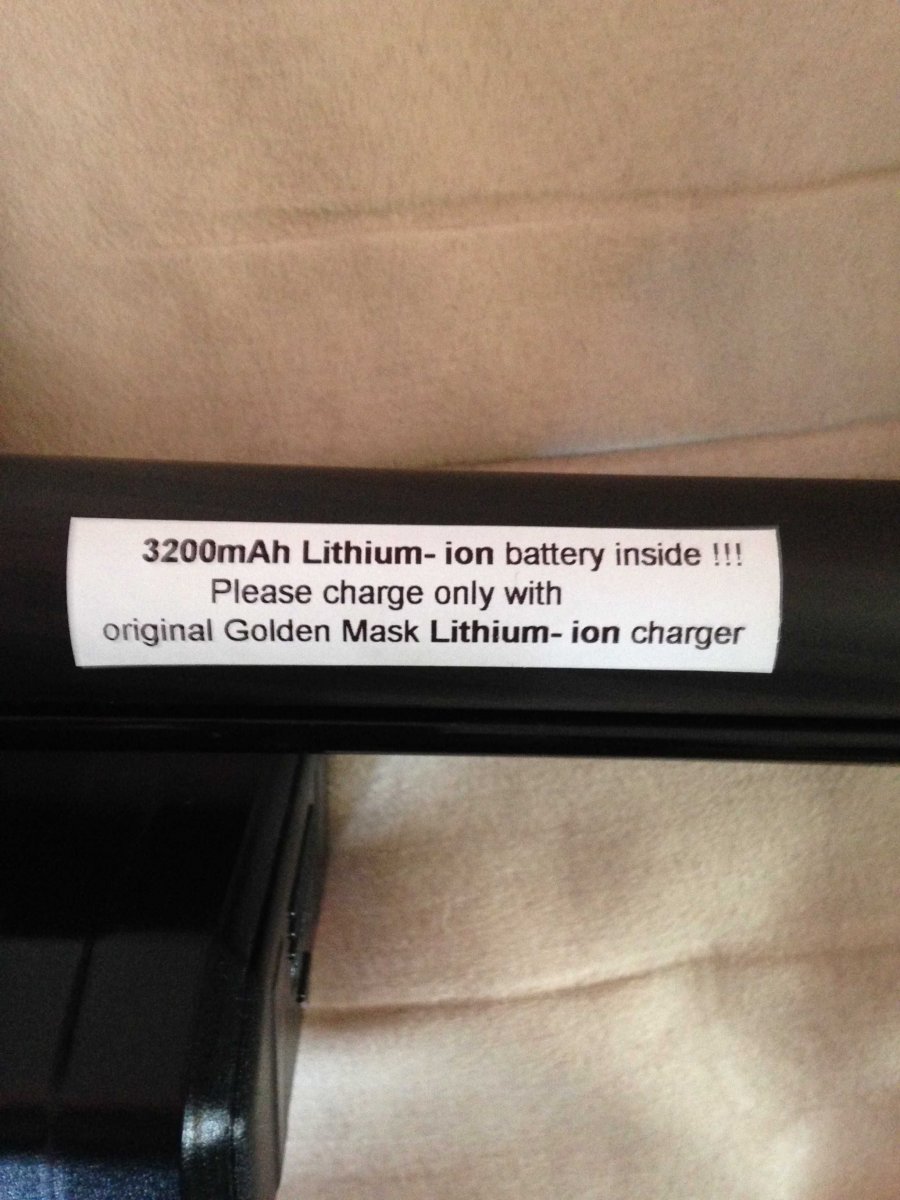 3200mAh Lithium- ion battery inside !!!
Please charge only with
original Golden Mask Lithium- ion charger